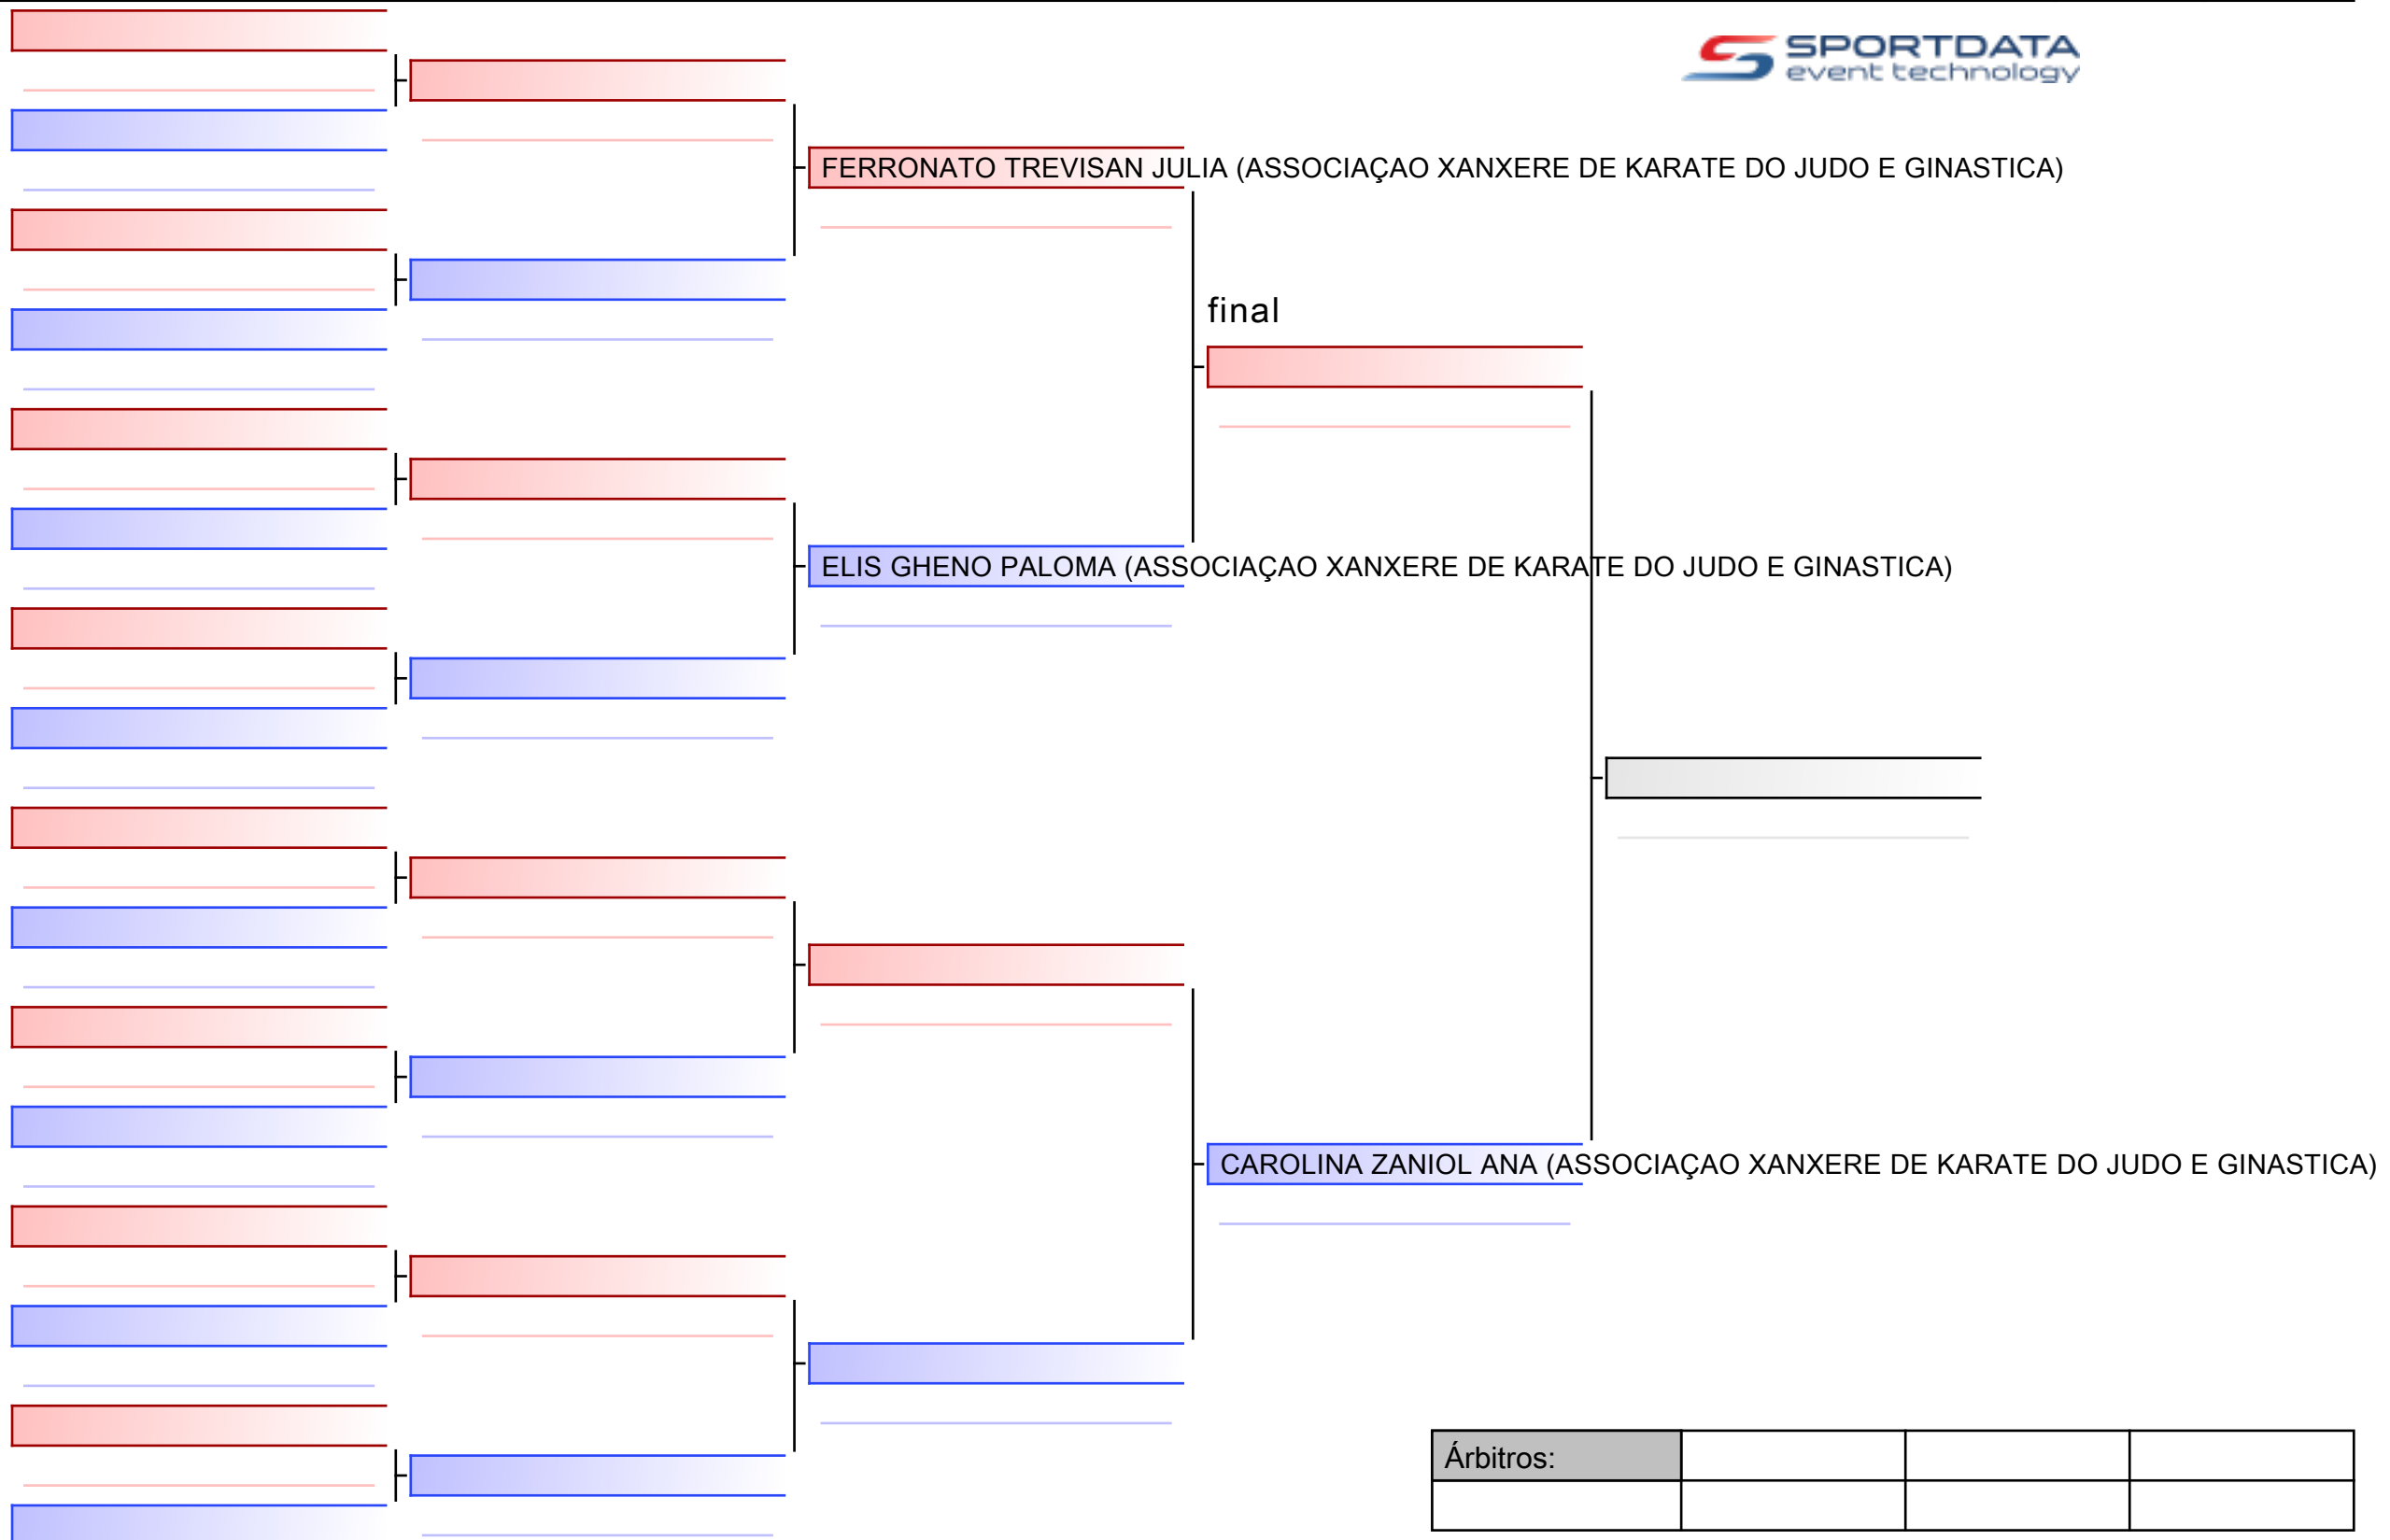 SPORTDATA
event technology
FERRONATO TREVISAN JULIA (ASSOCIAÇAO XANXERE DE KARATE DO JUDO E GINASTICA)
final
ELIS GHENO PALOMA (ASSOCIAÇAO XANXERE DE KARATE DO JUDO E GINASTICA)
CAROLINA ZANIOL ANA (ASSOCIAÇAO XANXERE DE KARATE DO JUDO E GINASTICA)
Árbitros: